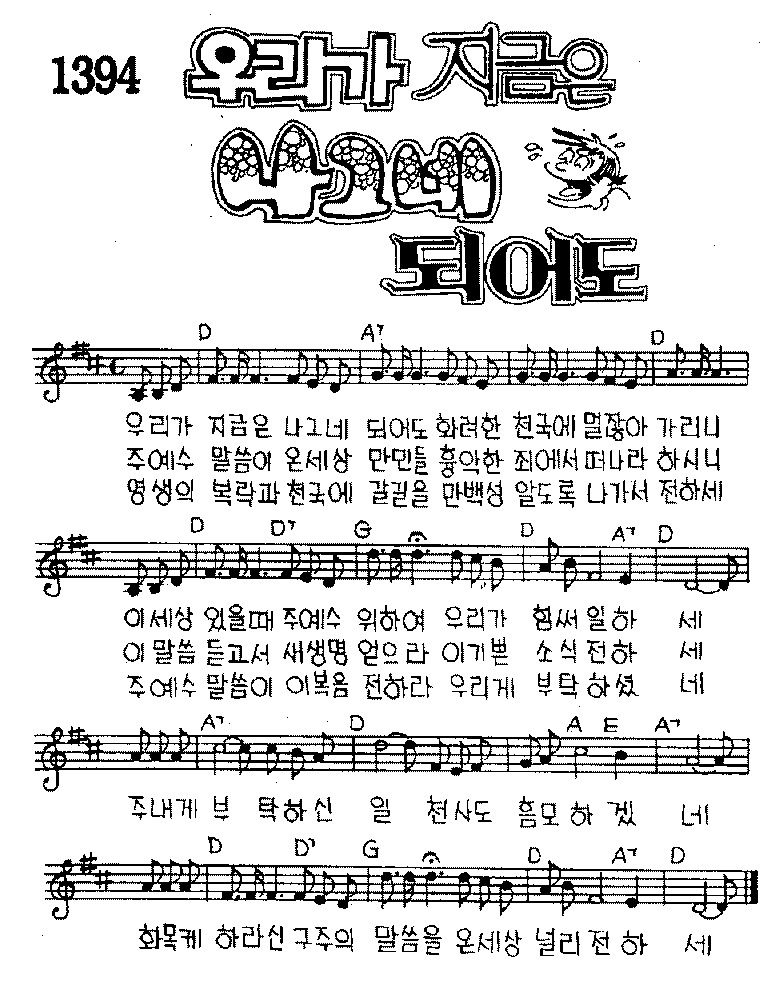 1394 우리가 지금은
나그네
되어도
D A7 D
우리가 지금은 나그네 되어도 화려한 천국에 멀잖아 가리니
주예수 말씀이 온세상 만민들 흉악한 죄에서 떠나라 하시니
영생의 복락과 천국에 갈길을 만백성 알도록 나가서 전하세
D D7 G D A7 D
이세상 있을때 주예수 위하여 우리가 힘써 일하 세
이 말씀 듣고서 새생명 얻으라 이기쁜 소식 전하 세
주예수 말씀이 이복음 전하라 우리게 부탁하셨 네
A7 D A E A7
주내게 부 탁하신 일 천사도 흠모하겠 네
D D7 G D A7 D
화목케 하라신 구주의 말씀을 온세상 널리 전하 세